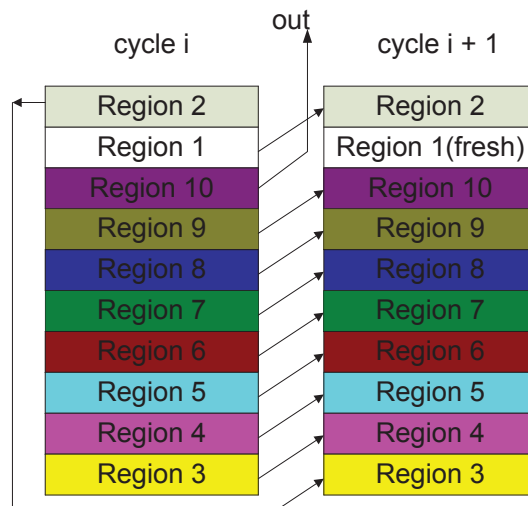 out
cycle i
cycle i + 1
Region 2
Region 1
Region 10
Region 9
Region 8
Region 7
Region 6
Region 5
Region 4
Region 3
Region 2
Region 1(fresh)
Region 10
Region 9
Region 8
Region 7
Region 6
Region 5
Region 4
Region 3